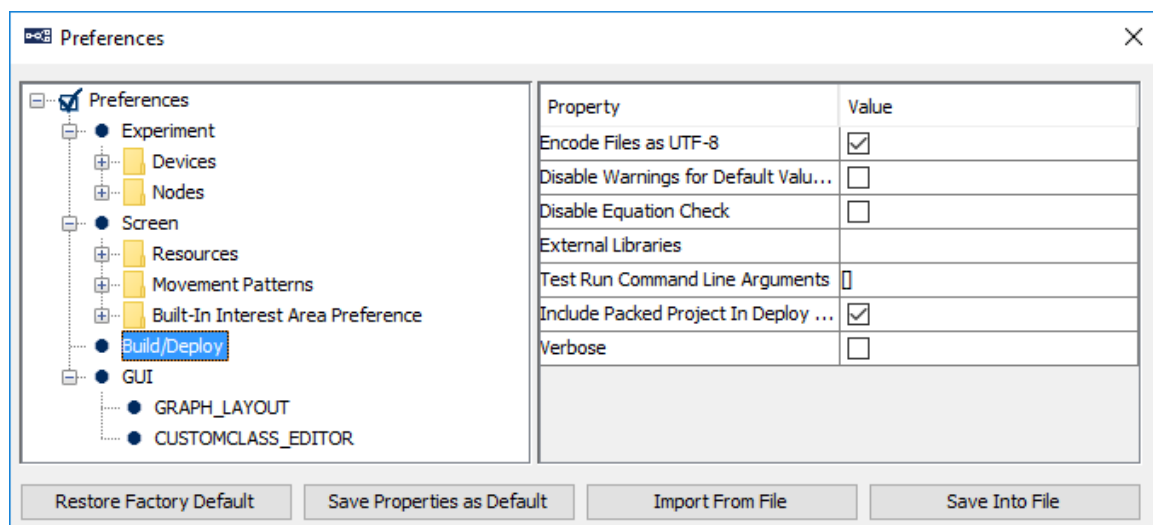 Preferences
Preferences
Experiment
Devices
Nodes
Screen
Resources
Movement Patterns
Built-In Interest Area Preference
Build/Deploy
GUI
GRAPH_LAYOUT
CUSTOMCLASS_EDITOR
Property Value
Encode Files as UTF-8
Disable Warnings for Default Valu...
Disable Equation Check
External Libraries
Test Run Command Line Arguments []
Include Packed Project In Deploy ...
Verbose
Restore Factory Default Save Properties as Default Import From File Save Into File